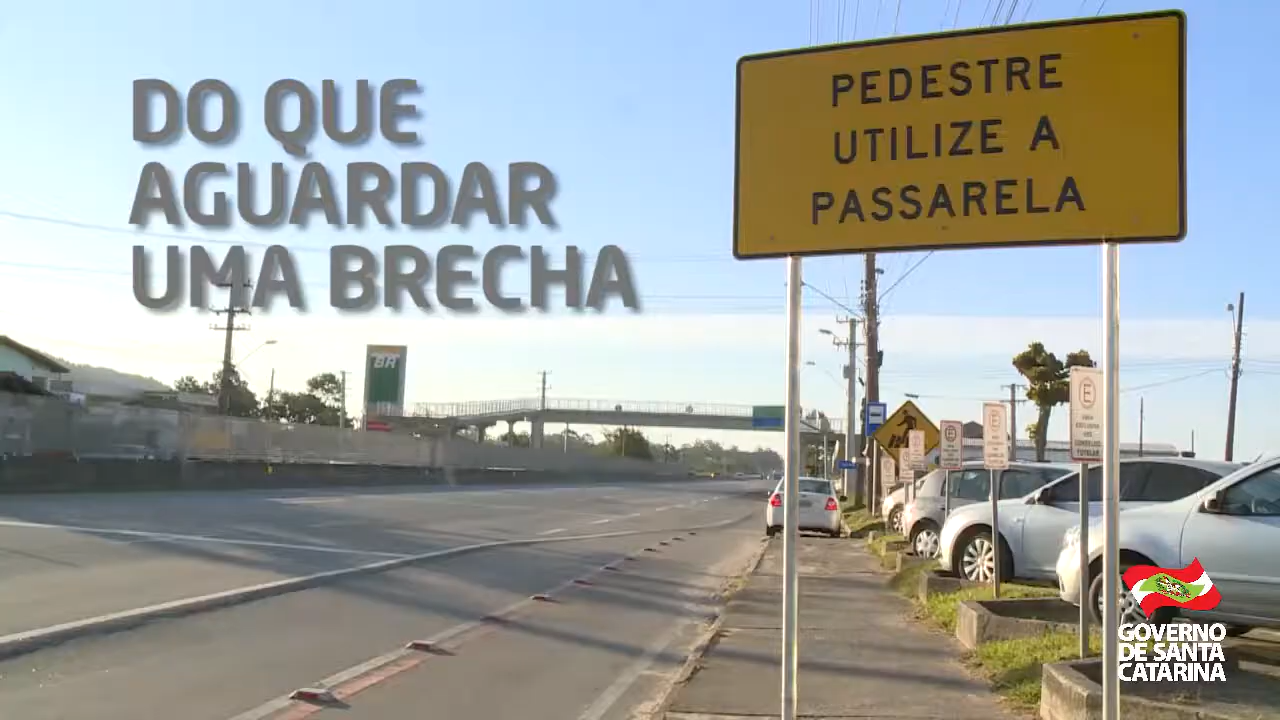 DO QUE
AGUARDAR
UMA BRECHA
PEDESTRE
UTILIZE A
PASSARELA
BR
E
E
E
GOVERNO
DE SANTA
CATARINA